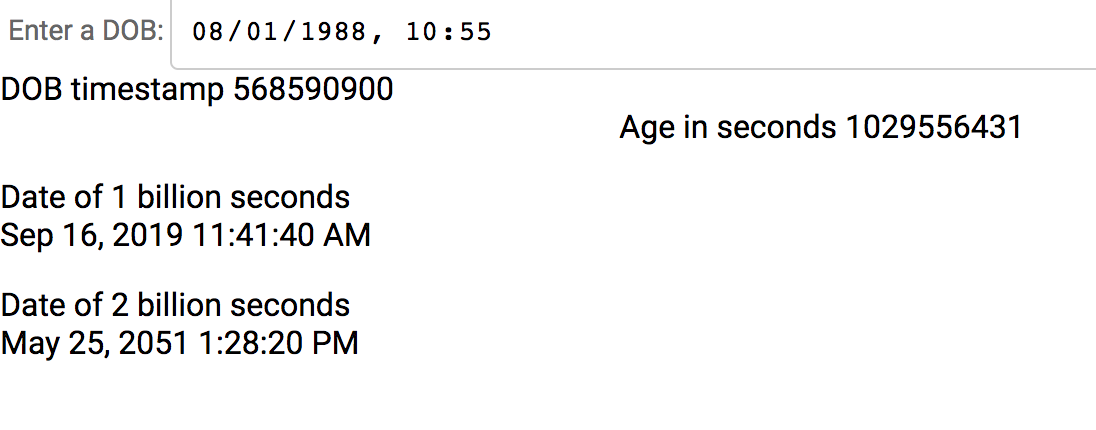 Enter a DOB: 08/01/1988, 10:55
DOB timestamp 568590900
Age in seconds 1029556431
Date of 1 billion seconds
Sep 16, 2019 11:41:40 AM
Date of 2 billion seconds
May 25, 2051 1:28:20 PM